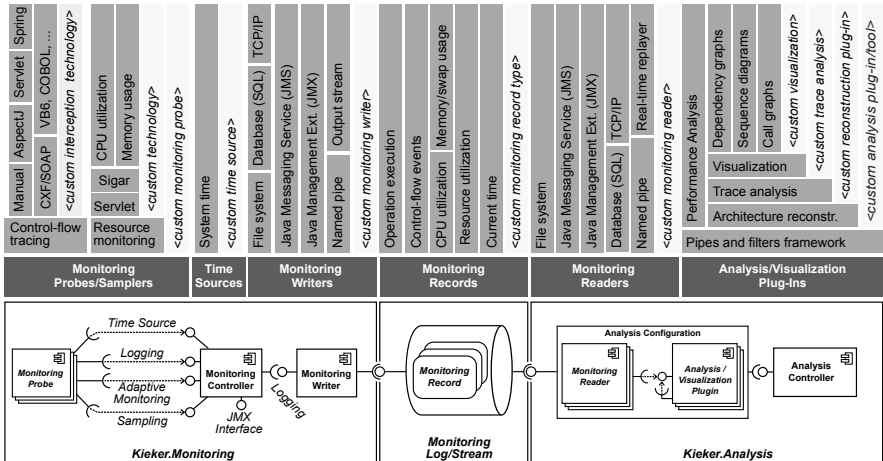 Manual
AspectJ
Servlet
Spring
CXF/SOAP
VB6, COBOL, ...
<custom interception technology>
Control-flow
tracing
CPU utilization
Memory usage
Sigar
Servlet
<custom technology>
Resource
monitoring
<custom monitoring probe>
System time
<custom time source>
File system
Database (SQL)
TCP/IP
Java Messaging Service (JMS)
Java Management Ext. (JMX)
Named pipe
Output stream
<custom monitoring writer>
Operation execution
Control-flow events
CPU utilization
Memory/swap usage
Resource utilization
Current time
<custom monitoring record type>
File system
Java Messaging Service (JMS)
Java Management Ext. (JMX)
Database (SQL)
TCP/IP
Named pipe
Real-time replayer
<custom monitoring reader>
Performance Analysis
Dependency graphs
Sequence diagrams
Call graphs
<custom visualization>
Visualization
<custom trace analysis>
Trace analysis
<custom reconstruction plug-in>
Architecture reconstr.
<custom analysis plug-in/tool>
Pipes and filters framework
Monitoring
Probes/Samplers
Time
Sources
Monitoring
Writers
Monitoring
Records
Monitoring
Readers
Analysis/Visualization
Plug-Ins
Monitoring
Probe
Time Source
Logging
Adaptive
Monitoring
Sampling
Monitoring
Controller
JMX
Interface
Logging
Monitoring
Writer
Kieker.Monitoring
Monitoring
Record
Monitoring
Log/Stream
Analysis Configuration
Monitoring
Reader
Analysis /
Visualization
Plugin
Analysis
Controller
Kieker.Analysis